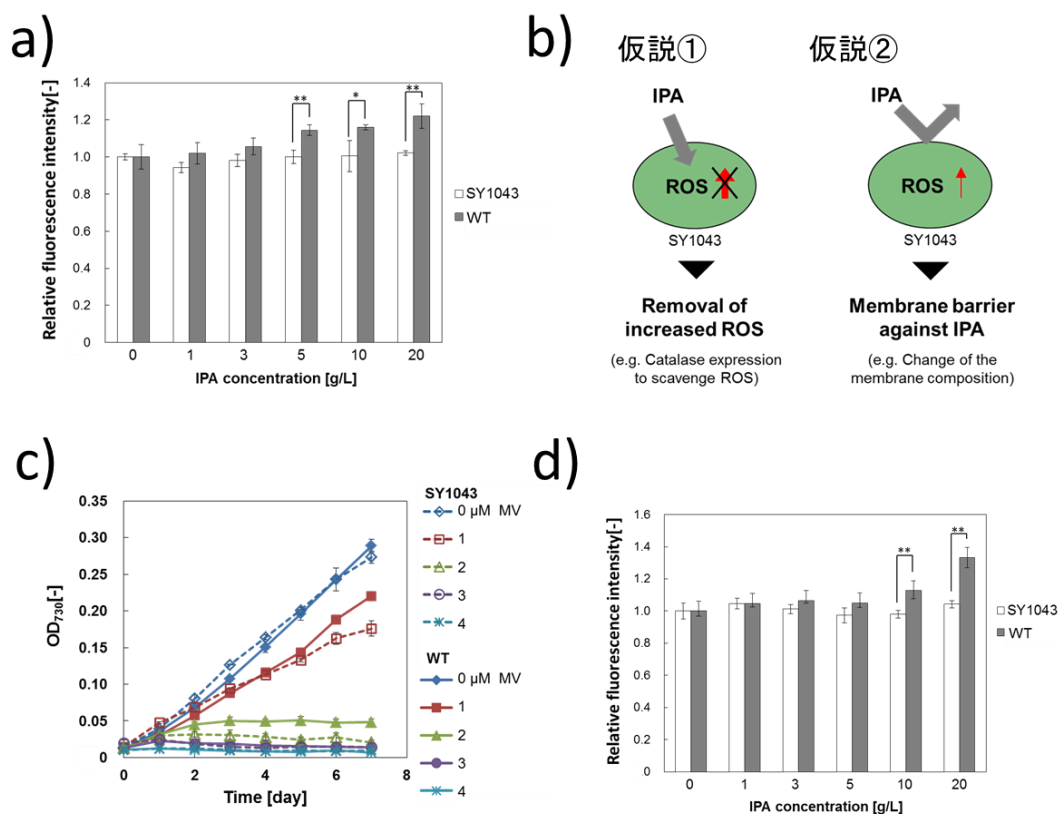 a)
Relative fluorescence intensity[-]
1.4
1.2
1.0
0.8
0.6
0.4
0.2
0
**
*
**
0 1 3 5 10 20
IPA concentration [g/L]
SY1043
WT
b)
仮説①
仮説②
IPA
IPA
ROS
ROS
SY1043
SY1043
Removal of
increased ROS
(e.g. Catalase expression
to scavenge ROS)
Membrane barrier
against IPA
(e.g. Change of the
membrane composition)
c)
OD730[-]
0.35
0.30
0.25
0.20
0.15
0.10
0.05
0
0 2 4 6 8
Time [day]
SY1043
0 μM MV
1
2
3
4
WT
0 μM MV
1
2
3
4
d)
Relative fluorescence intensity[-]
1.6
1.4
1.2
1.0
0.8
0.6
0.4
0.2
0.0
**
**
0 1 3 5 10 20
IPA concentration [g/L]
SY1043
WT